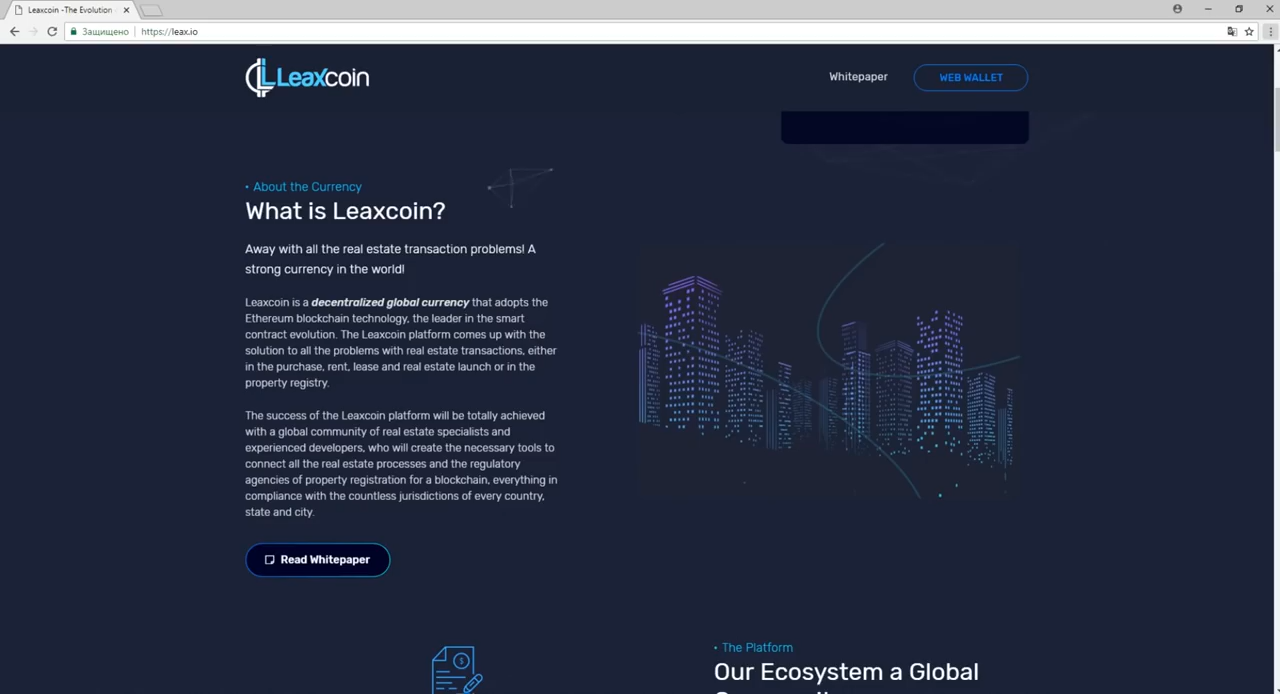 Leaxcoin -The Evolution
Защищено
https://leax.io
Leaxcoin
Whitepaper
WEB WALLET
• About the Currency
What is Leaxcoin?
Away with all the real estate transaction problems! A
strong currency in the world!
Leaxcoin is a decentralized global currency that adopts the
Ethereum blockchain technology, the leader in the smart
contract evolution. The Leaxcoin platform comes up with the
solution to all the problems with real estate transactions, either
in the purchase, rent, lease and real estate launch or in the
property registry.
The success of the Leaxcoin platform will be totally achieved
with a global community of real estate specialists and
experienced developers, who will create the necessary tools to
connect all the real estate processes and the regulatory
agencies of property registration for a blockchain, everything in
compliance with the countless jurisdictions of every country,
state and city.
Read Whitepaper
• The Platform
Our Ecosystem a Global